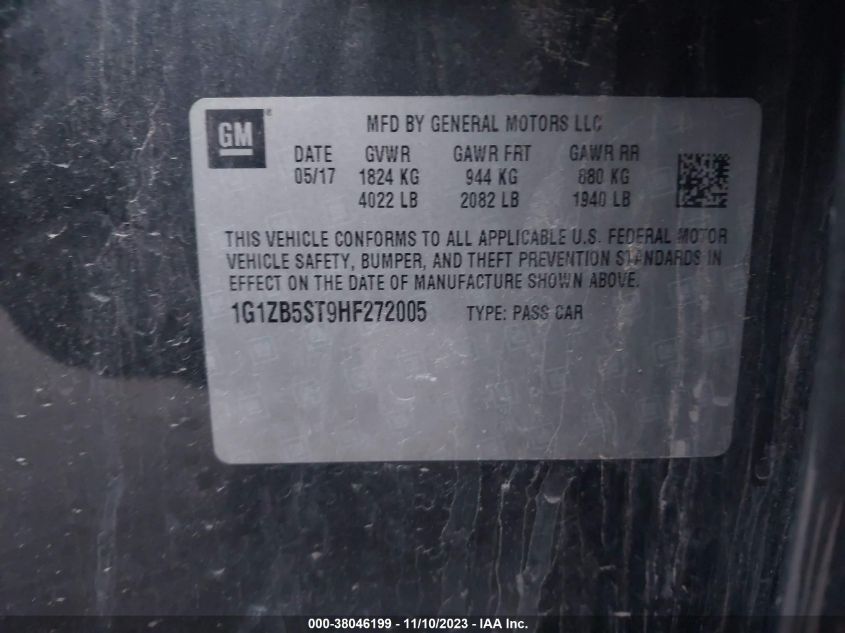 GM®
MFD BY GENERAL MOTORS LLC
DATE GVWR GAWR FRT GAWR RR
05/17 1824 KG 944 KG 880 KG
4022 LB 2082 LB 1940 LB
THIS VEHICLE CONFORMS TO ALL APPLICABLE U.S. FEDERAL MOTOR
VEHICLE SAFETY, BUMPER, AND THEFT PREVENTION STANDARDS IN
EFFECT ON THE DATE OF MANUFACTURE SHOWN ABOVE.
1G1ZB5ST9HF272005 TYPE: PASS CAR
000-38046199 — 11/10/2023 — IAA Inc.